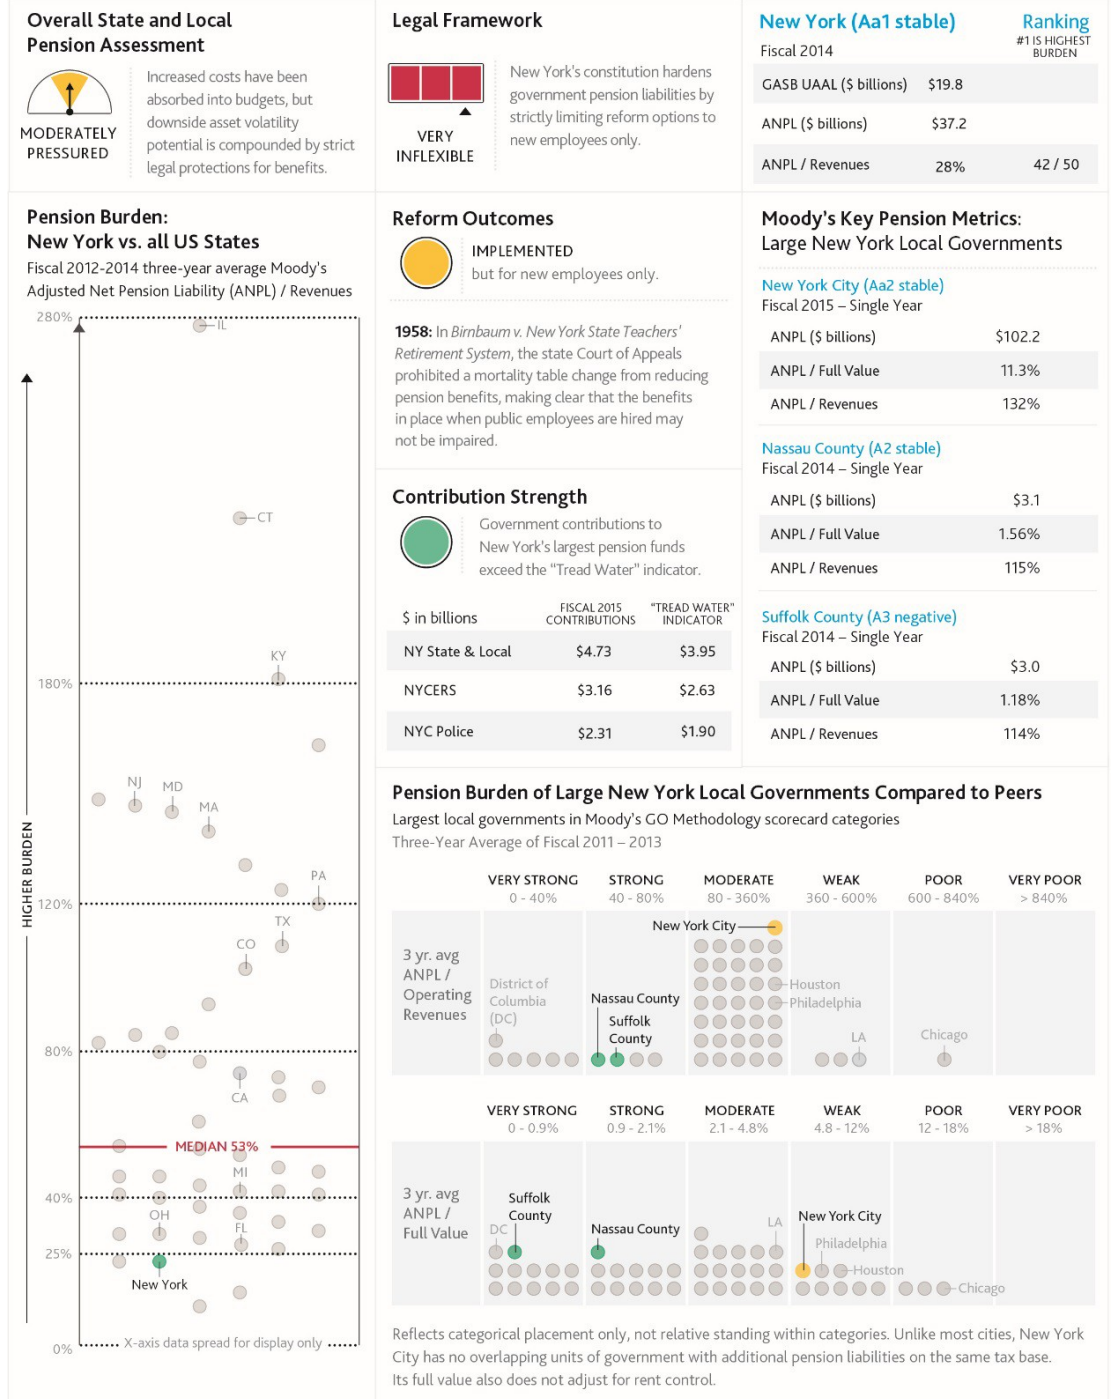 Overall State and Local
Pension Assessment
MODERATELY
PRESSURED
Increased costs have been
absorbed into budgets, but
downside asset volatility
potential is compounded by strict
legal protections for benefits.
Legal Framework
VERY
INFLEXIBLE
New York's constitution hardens
government pension liabilities by
strictly limiting reform options to
new employees only.
New York (Aa1 stable)
Fiscal 2014
Ranking
#1 IS HIGHEST
BURDEN
GASB UAAL ($ billions) $19.8
ANPL ($ billions) $37.2
ANPL / Revenues 28% 42 / 50
Pension Burden:
New York vs. all US States
Fiscal 2012-2014 three-year average Moody's
Adjusted Net Pension Liability (ANPL) / Revenues
280%
IL
CT
KY
180%
NJ
MD
MA
PA
120%
TX
CO
80%
CA
MEDIAN 53%
MI
40%
OH
FL
25%
New York
0%
X-axis data spread for display only
HIGHER BURDEN
Reform Outcomes
IMPLEMENTED
but for new employees only.
1958: In Birnbaum v. New York State Teachers'
Retirement System, the state Court of Appeals
prohibited a mortality table change from reducing
pension benefits, making clear that the benefits
in place when public employees are hired may
not be impaired.
Contribution Strength
Government contributions to
New York's largest pension funds
exceed the "Tread Water" indicator.
$ in billions
FISCAL 2015
CONTRIBUTIONS
"TREAD WATER"
INDICATOR
NY State & Local $4.73 $3.95
NYCERS $3.16 $2.63
NYC Police $2.31 $1.90
Moody's Key Pension Metrics:
Large New York Local Governments
New York City (Aa2 stable)
Fiscal 2015 – Single Year
ANPL ($ billions) $102.2
ANPL / Full Value 11.3%
ANPL / Revenues 132%
Nassau County (A2 stable)
Fiscal 2014 – Single Year
ANPL ($ billions) $3.1
ANPL / Full Value 1.56%
ANPL / Revenues 115%
Suffolk County (A3 negative)
Fiscal 2014 – Single Year
ANPL ($ billions) $3.0
ANPL / Full Value 1.18%
ANPL / Revenues 114%
Pension Burden of Large New York Local Governments Compared to Peers
Largest local governments in Moody's GO Methodology scorecard categories
Three-Year Average of Fiscal 2011 – 2013
VERY STRONG STRONG MODERATE WEAK POOR VERY POOR
0 - 40% 40 - 80% 80 - 360% 360 - 600% 600 - 840% > 840%
3 yr. avg
ANPL /
Operating
Revenues
District of
Columbia
(DC)
Nassau County
Suffolk
County
New York City
Houston
Philadelphia
LA
Chicago
VERY STRONG STRONG MODERATE WEAK POOR VERY POOR
0 - 0.9% 0.9 - 2.1% 2.1 - 4.8% 4.8 - 12% 12 - 18% > 18%
3 yr. avg
ANPL /
Full Value
DC
Suffolk
County
Nassau County
LA
New York City
Philadelphia
Houston
Chicago
Reflects categorical placement only, not relative standing within categories. Unlike most cities, New York
City has no overlapping units of government with additional pension liabilities on the same tax base.
Its full value also does not adjust for rent control.